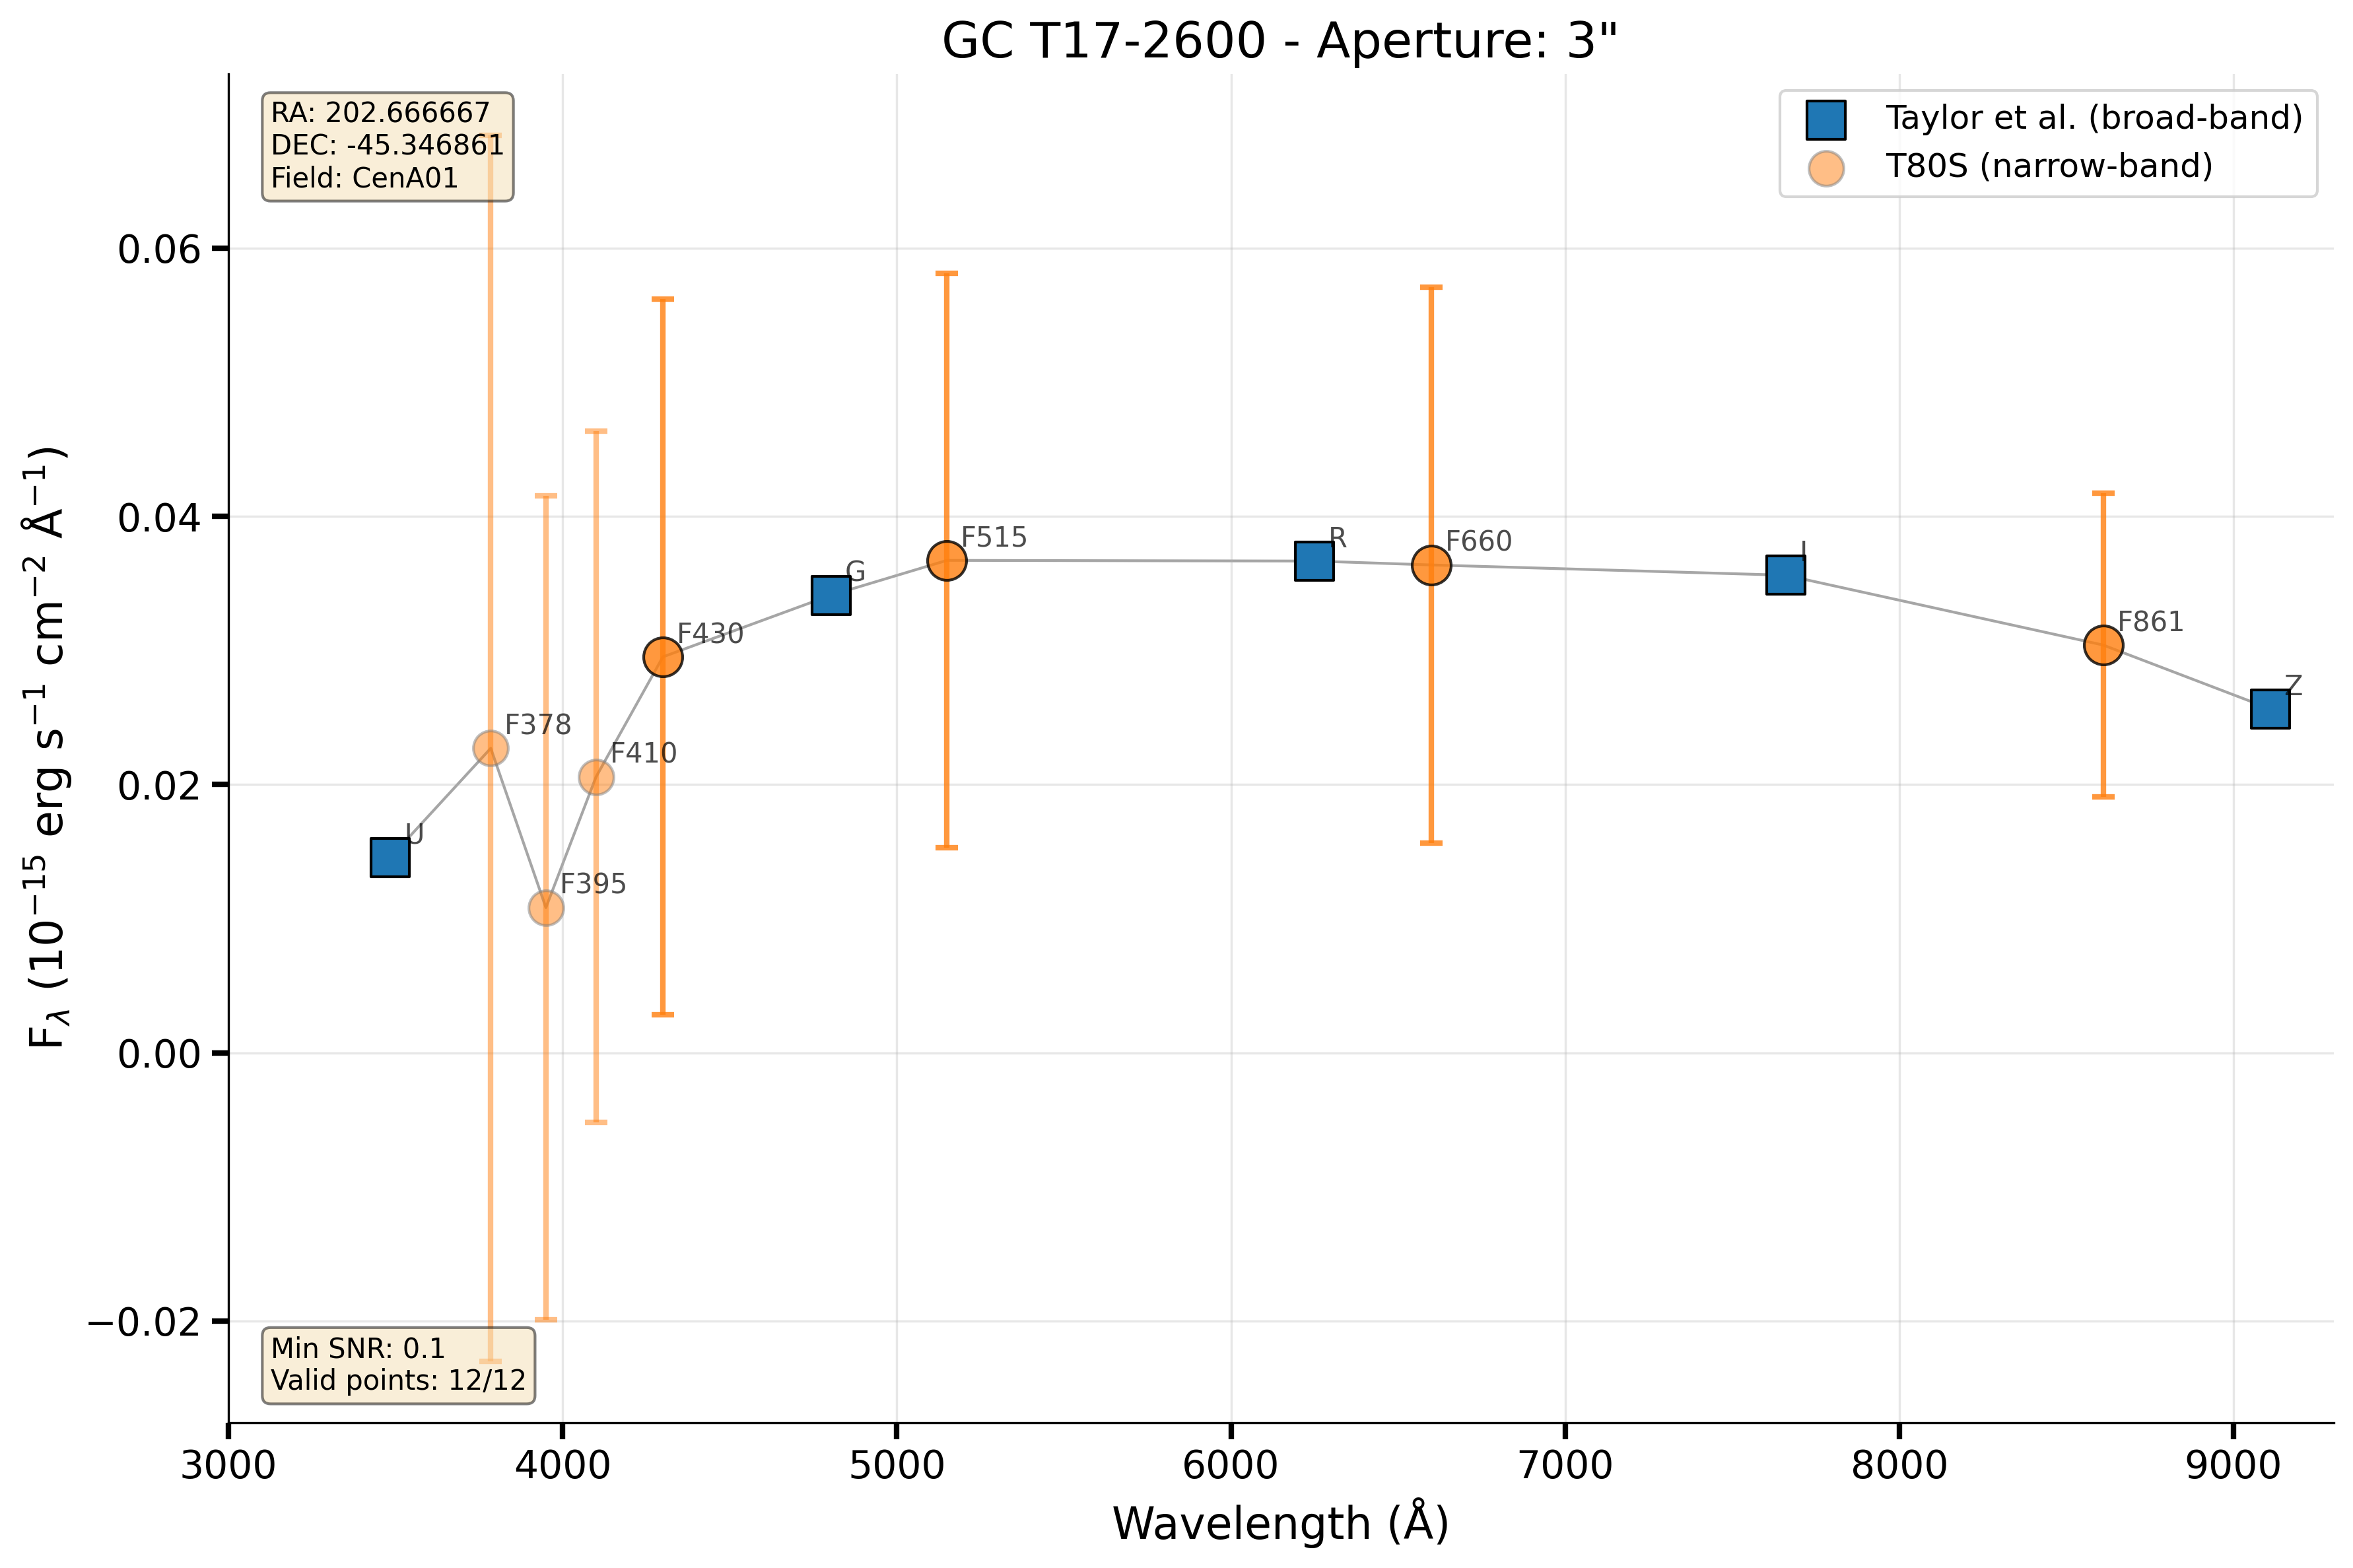 GC T17-2600 - Aperture: 3"
RA: 202.666667
DEC: -45.346861
Field: CenA01
Taylor et al. (broad-band)
T80S (narrow-band)
0.06
0.04
0.02
0.00
−0.02
F$_λ$ (10$^{−15}$ erg s$^{−1}$ cm$^{−2}$ Å$^{−1}$)
U
F378
F395
F410
F430
G
F515
R
F660
I
F861
Z
Min SNR: 0.1
Valid points: 12/12
3000
4000
5000
6000
7000
8000
9000
Wavelength (Å)